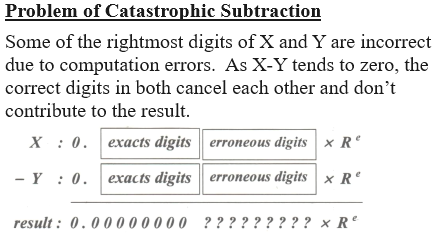 Problem of Catastrophic Subtraction
Some of the rightmost digits of X and Y are incorrect
due to computation errors.  As X-Y tends to zero, the
correct digits in both cancel each other and don't
contribute to the result.
X : 0. exacts digits erroneous digits × R^e
- Y : 0. exacts digits erroneous digits × R^e
result : 0.00000000 ????????? × R^e